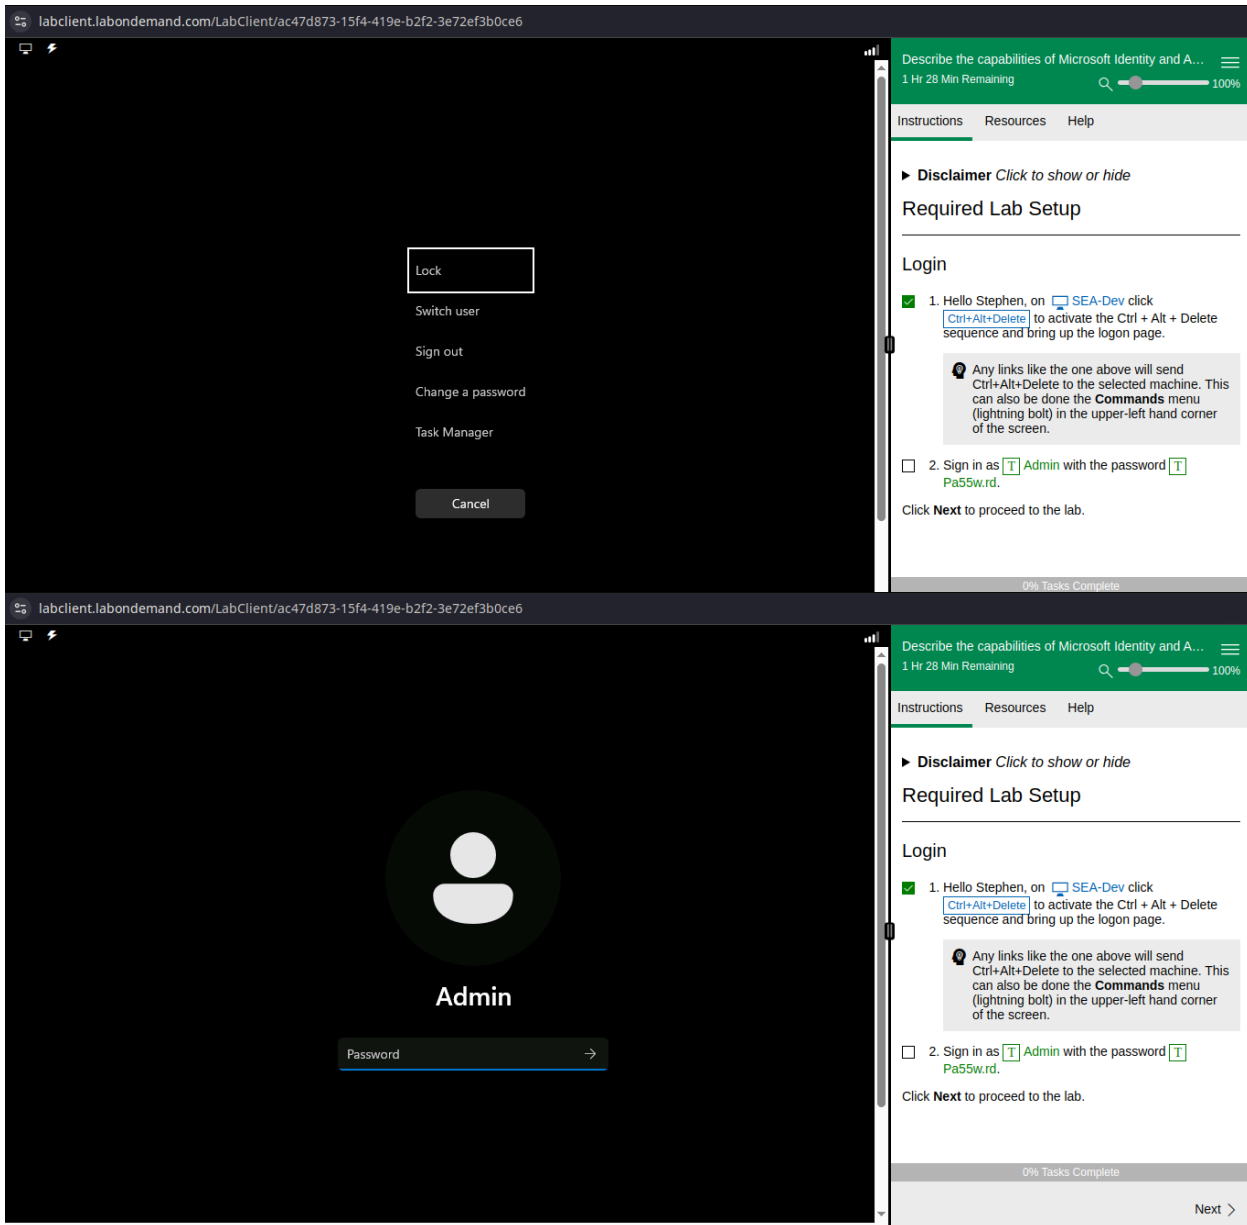 labclient.labondemand.com/LabClient/ac47d873-15f4-419e-b2f2-3e72ef3b0ce6
Lock
Switch user
Sign out
Change a password
Task Manager
Cancel
Describe the capabilities of Microsoft Identity and A...
1 Hr 28 Min Remaining
100%
Instructions Resources Help
Disclaimer Click to show or hide
Required Lab Setup
Login
1. Hello Stephen, on SEA-Dev click
Ctrl+Alt+Delete to activate the Ctrl + Alt + Delete
sequence and bring up the logon page.
Any links like the one above will send
Ctrl+Alt+Delete to the selected machine. This
can also be done the Commands menu
(lightning bolt) in the upper-left hand corner
of the screen.
2. Sign in as T Admin with the password T
Pa55w.rd.
Click Next to proceed to the lab.
0% Tasks Complete
labclient.labondemand.com/LabClient/ac47d873-15f4-419e-b2f2-3e72ef3b0ce6
Admin
Password
Describe the capabilities of Microsoft Identity and A...
1 Hr 28 Min Remaining
100%
Instructions Resources Help
Disclaimer Click to show or hide
Required Lab Setup
Login
1. Hello Stephen, on SEA-Dev click
Ctrl+Alt+Delete to activate the Ctrl + Alt + Delete
sequence and bring up the logon page.
Any links like the one above will send
Ctrl+Alt+Delete to the selected machine. This
can also be done the Commands menu
(lightning bolt) in the upper-left hand corner
of the screen.
2. Sign in as T Admin with the password T
Pa55w.rd.
Click Next to proceed to the lab.
0% Tasks Complete
Next